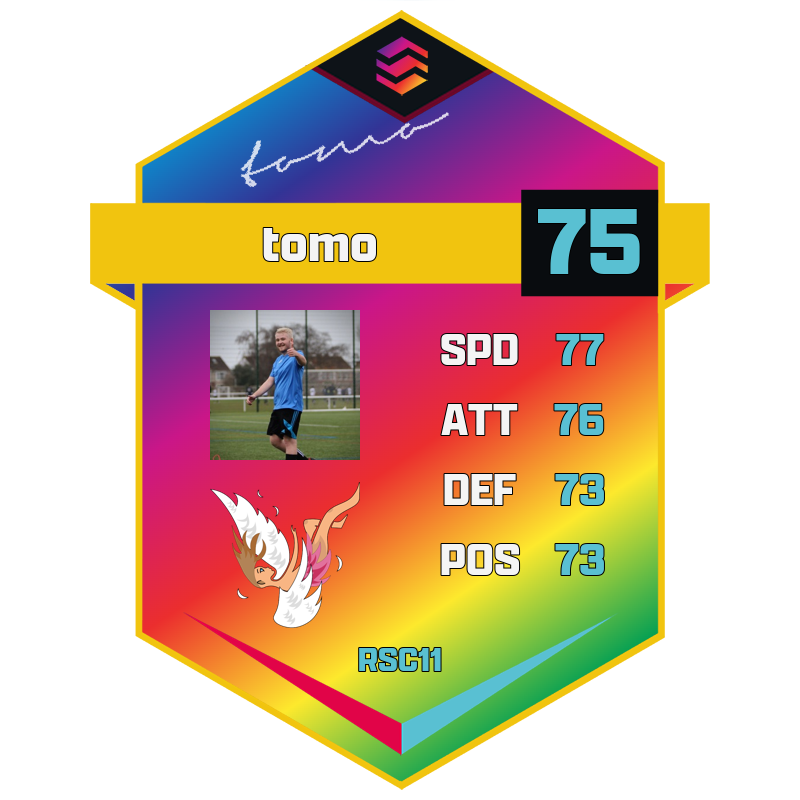 tomo
tomo 75
SPD 77
ATT 76
DEF 73
POS 73
RSC11